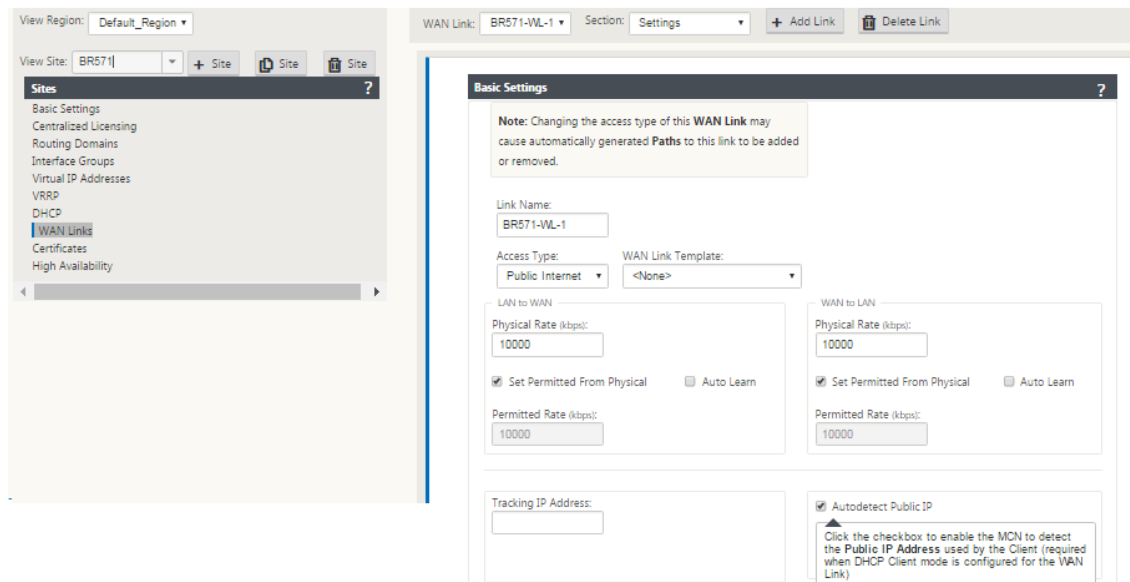 View Region: Default_Region
View Site: BR571
+ Site
Site
Site
Sites ?
Basic Settings
Centralized Licensing
Routing Domains
Interface Groups
Virtual IP Addresses
VRRP
DHCP
WAN Links
Certificates
High Availability
WAN Link: BR571-WL-1 Section: Settings + Add Link Delete Link
Basic Settings ?
Note: Changing the access type of this WAN Link may
cause automatically generated Paths to this link to be added
or removed.
Link Name:
BR571-WL-1
Access Type: WAN Link Template:
Public Internet <None>
LAN to WAN
Physical Rate (kbps):
10000
Set Permitted From Physical Auto Learn
Permitted Rate (kbps):
10000
WAN to LAN
Physical Rate (kbps):
10000
Set Permitted From Physical Auto Learn
Permitted Rate (kbps):
10000
Tracking IP Address:
Autodetect Public IP
Click the checkbox to enable the MCN to detect
the Public IP Address used by the Client (required
when DHCP Client mode is configured for the WAN
Link)